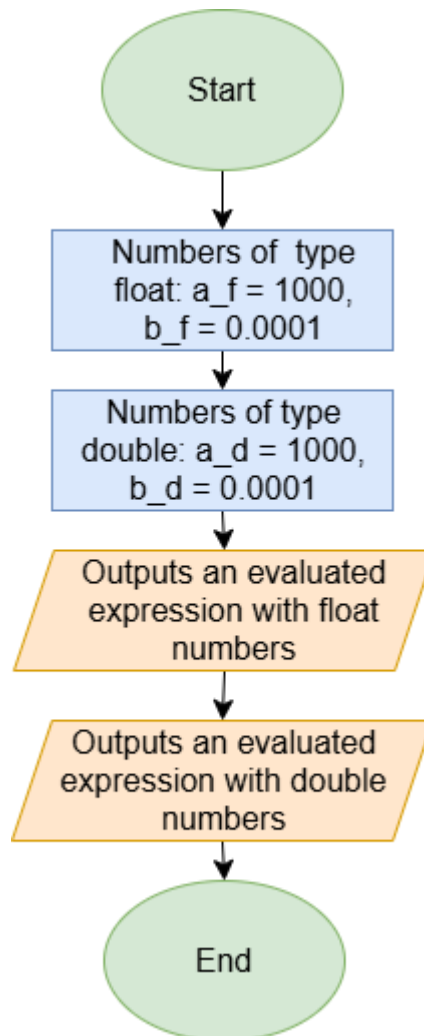 Start
Numbers of type
float: a_f = 1000,
b_f = 0.0001
Numbers of type
double: a_d = 1000,
b_d = 0.0001
Outputs an evaluated
expression with float
numbers
Outputs an evaluated
expression with double
numbers
End